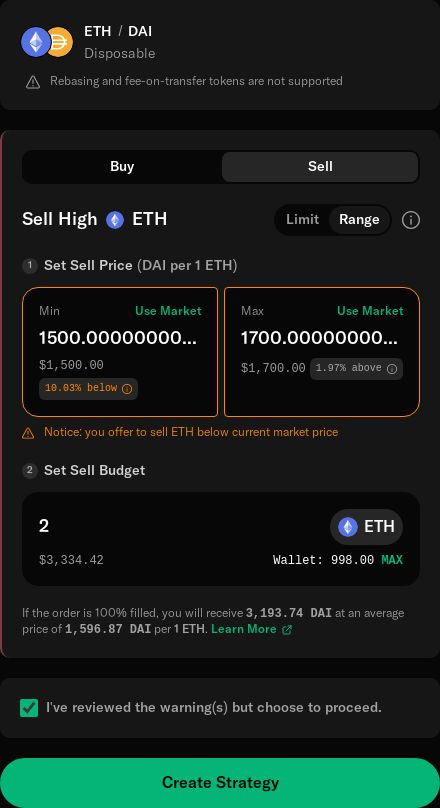 ETH / DAI
Disposable
Rebasing and fee-on-transfer tokens are not supported
Buy Sell
Sell High ETH Limit Range
1 Set Sell Price (DAI per 1 ETH)
Min Use Market Max Use Market
1500.00000000... 1700.00000000...
$1,500.00 $1,700.00 1.97% above
10.03% below
Notice: you offer to sell ETH below current market price
2 Set Sell Budget
2 ETH
$3,334.42 Wallet: 998.00 MAX
If the order is 100% filled, you will receive 3,193.74 DAI at an average
price of 1,596.87 DAI per 1 ETH. Learn More
I've reviewed the warning(s) but choose to proceed.
Create Strategy